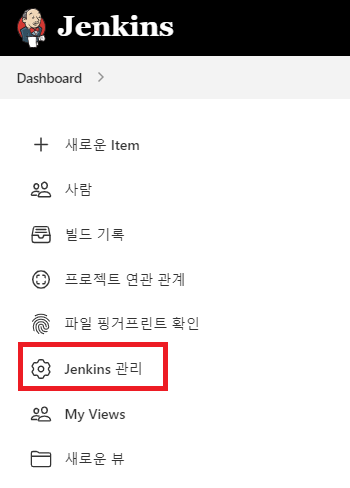 Jenkins
Dashboard
새로운 Item
사람
빌드 기록
프로젝트 연관 관계
파일 핑거프린트 확인
Jenkins 관리
My Views
새로운 뷰